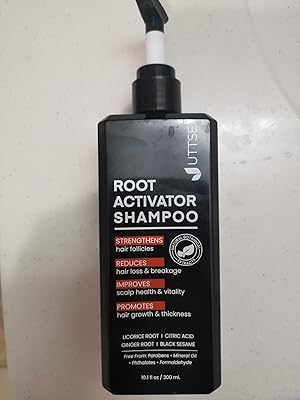 UTTSE
ROOT
ACTIVATOR
SHAMPOO
STRENGTHENS
hair follicles
REDUCES
hair loss & breakage
IMPROVES
scalp health & vitality
PROMOTES
hair growth & thickness
LICORICE ROOT | CITRIC ACID
GINGER ROOT | BLACK SESAME
Free From: Parabens • Mineral Oil
• Phthalates • Formaldehyde
10.1 fl oz / 300 mL